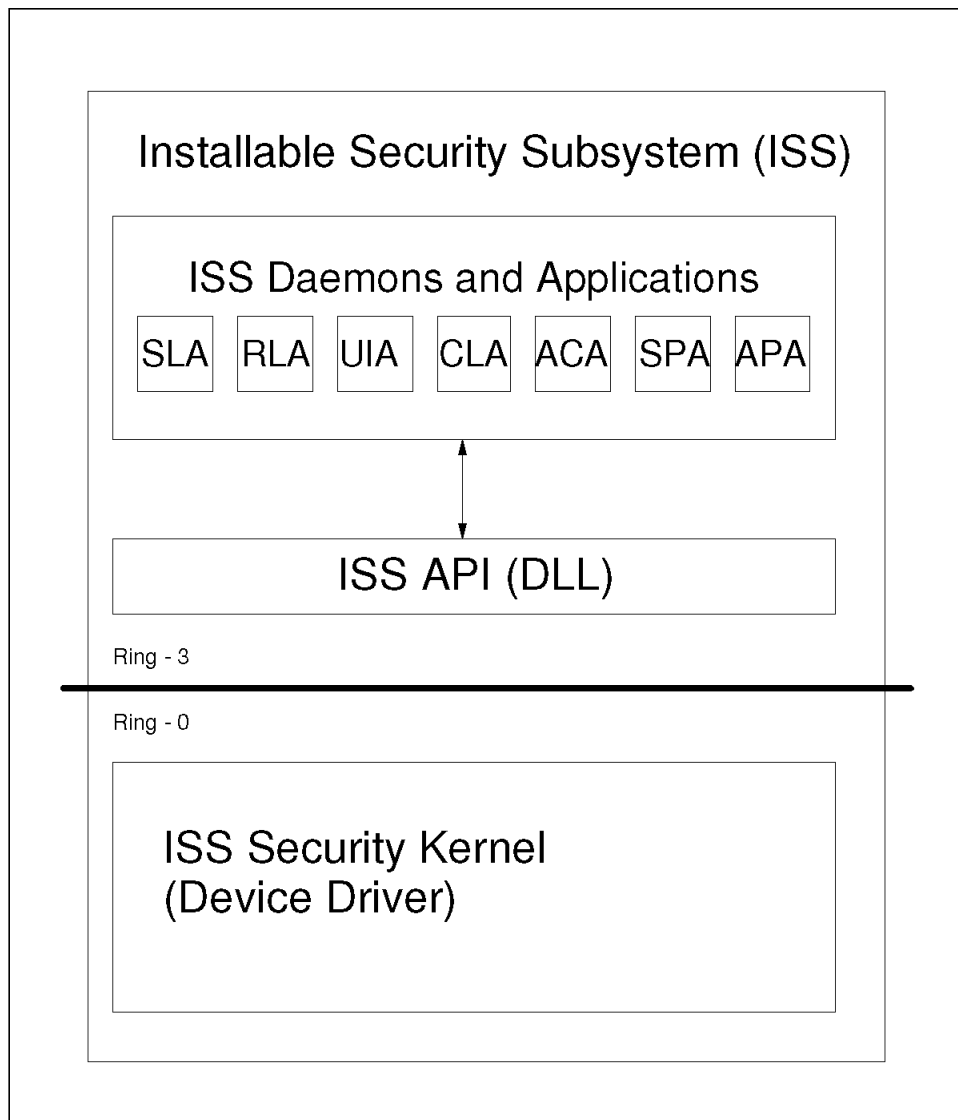 Installable Security Subsystem (ISS)
ISS Daemons and Applications
SLA RLA UIA CLA ACA SPA APA
ISS API (DLL)
Ring - 3
Ring - 0
ISS Security Kernel
(Device Driver)